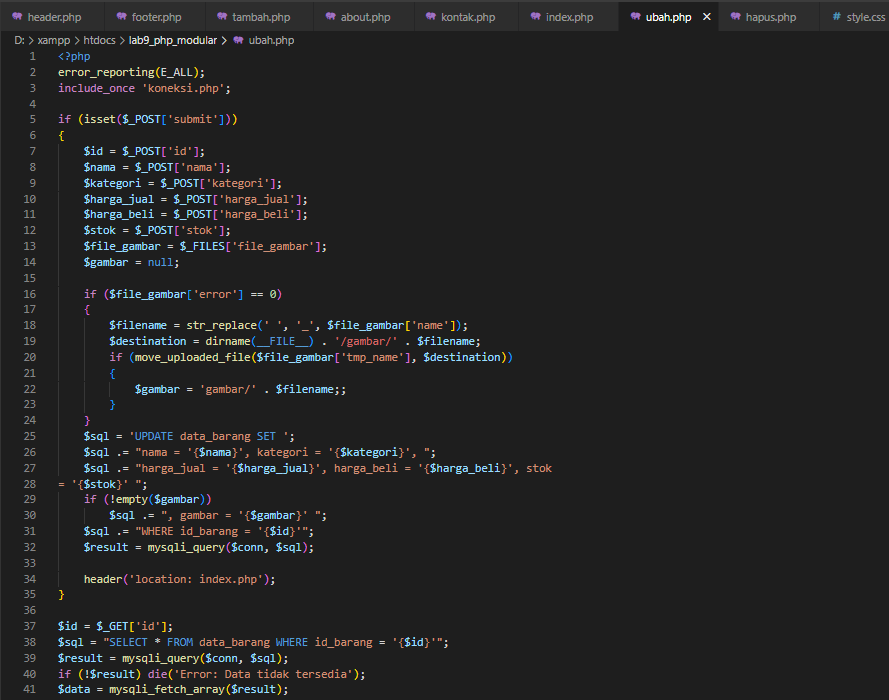 header.php footer.php tambah.php about.php kontak.php index.php ubah.php × hapus.php # style.css
D: > xampp > htdocs > lab9_php_modular > ubah.php
1 <?php
2 error_reporting(E_ALL);
3 include_once 'koneksi.php';
4
5 if (isset($_POST['submit']))
6 {
7     $id = $_POST['id'];
8     $nama = $_POST['nama'];
9     $kategori = $_POST['kategori'];
10     $harga_jual = $_POST['harga_jual'];
11     $harga_beli = $_POST['harga_beli'];
12     $stok = $_POST['stok'];
13     $file_gambar = $_FILES['file_gambar'];
14     $gambar = null;
15
16     if ($file_gambar['error'] == 0)
17     {
18         $filename = str_replace(' ', '_', $file_gambar['name']);
19         $destination = dirname(__FILE__) . '/gambar/' . $filename;
20         if (move_uploaded_file($file_gambar['tmp_name'], $destination))
21         {
22             $gambar = 'gambar/' . $filename;;
23         }
24     }
25     $sql = 'UPDATE data_barang SET ';
26     $sql .= "nama = '{$nama}', kategori = '{$kategori}', ";
27     $sql .= "harga_jual = '{$harga_jual}', harga_beli = '{$harga_beli}', stok
28 = '{$stok}' ";
29     if (!empty($gambar))
30         $sql .= ", gambar = '{$gambar}' ";
31     $sql .= "WHERE id_barang = '{$id}'";
32     $result = mysqli_query($conn, $sql);
33
34     header('location: index.php');
35 }
36
37 $id = $_GET['id'];
38 $sql = "SELECT * FROM data_barang WHERE id_barang = '{$id}'";
39 $result = mysqli_query($conn, $sql);
40 if (!$result) die('Error: Data tidak tersedia');
41 $data = mysqli_fetch_array($result);